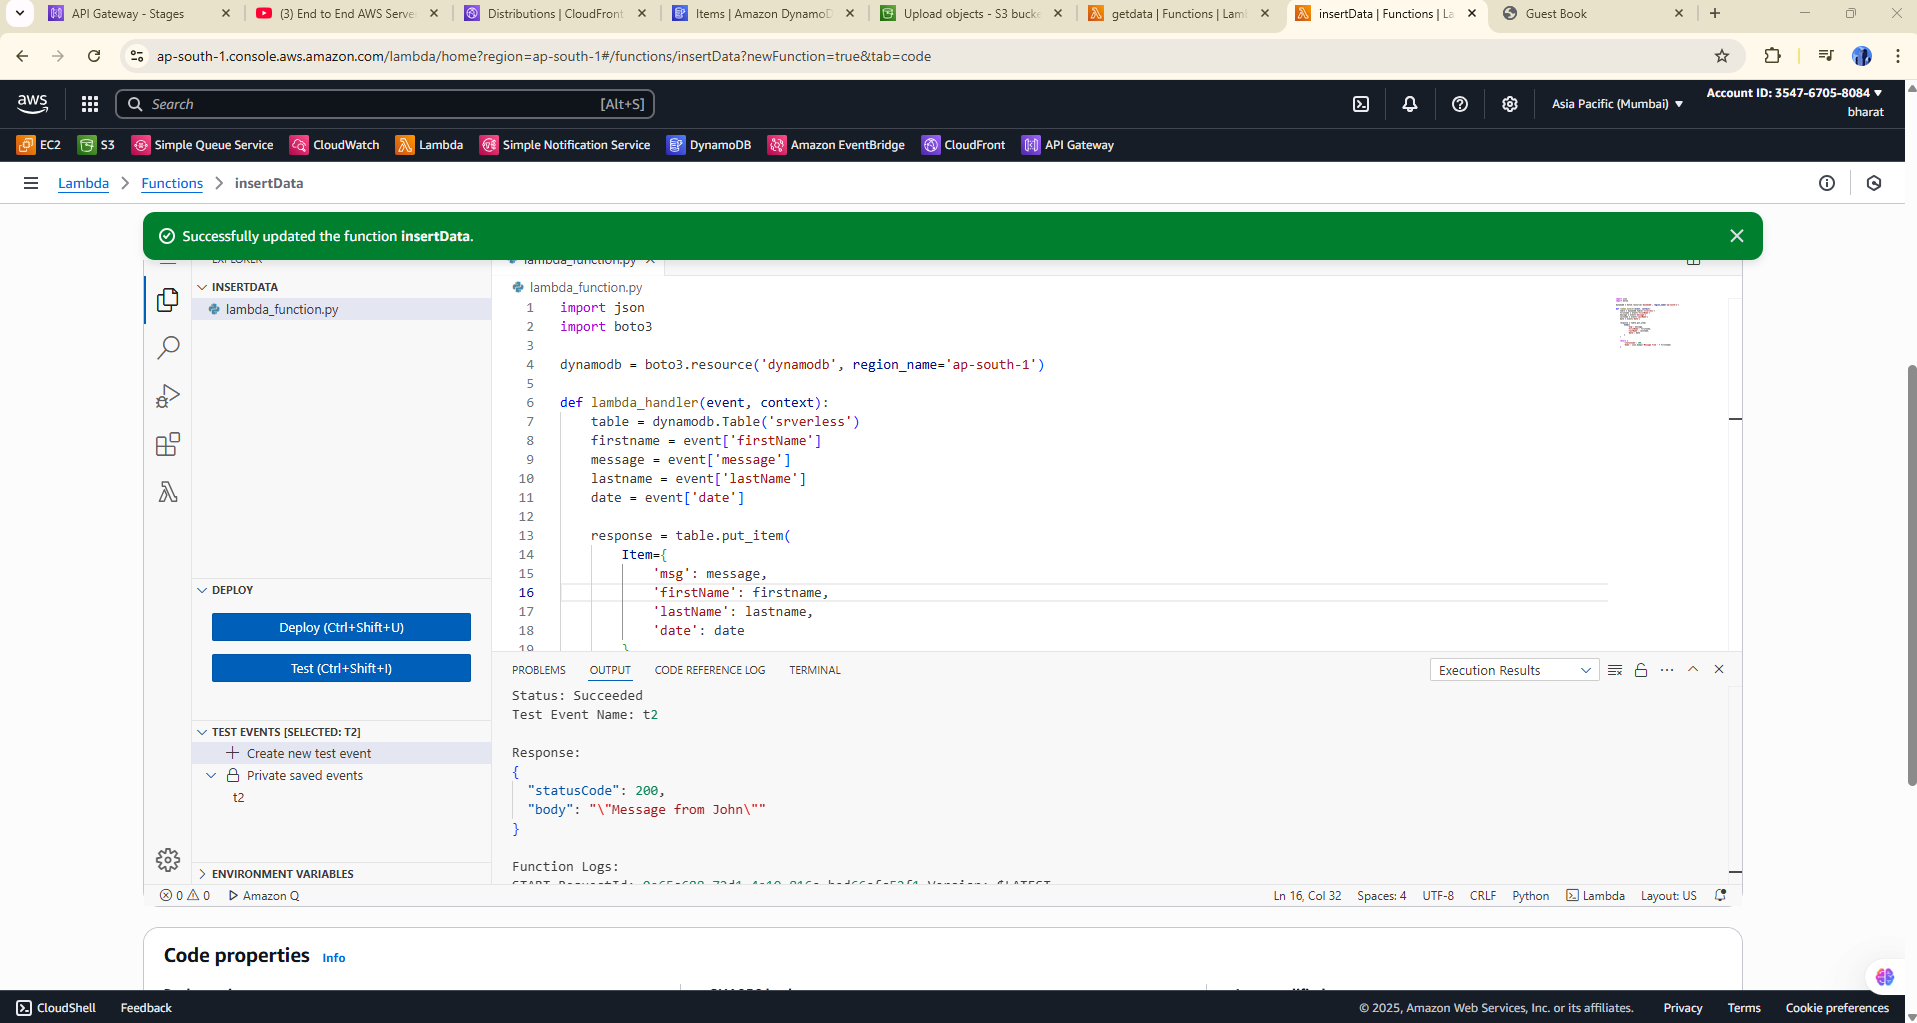 API Gateway - Stages
(3) End to End AWS Server
Distributions | CloudFront
Items | Amazon DynamoD
Upload objects - S3 bucke
getdata | Functions | Lam
insertData | Functions | La
Guest Book
ap-south-1.console.aws.amazon.com/lambda/home?region=ap-south-1#/functions/insertData?newFunction=true&tab=code
aws
Search
[Alt+S]
Asia Pacific (Mumbai)
Account ID: 3547-6705-8084
bharat
EC2
S3
Simple Queue Service
CloudWatch
Lambda
Simple Notification Service
DynamoDB
Amazon EventBridge
CloudFront
API Gateway
Lambda
Functions
insertData
Successfully updated the function insertData.
EXPLORER
lambda_function.py
INSERTDATA
lambda_function.py
lambda_function.py
1 import json
2 import boto3
3
4 dynamodb = boto3.resource('dynamodb', region_name='ap-south-1')
5
6 def lambda_handler(event, context):
7 table = dynamodb.Table('srverless')
8 firstname = event['firstName']
9 message = event['message']
10 lastname = event['lastName']
11 date = event['date']
12
13 response = table.put_item(
14 Item={
15 'msg': message,
16 'firstName': firstname,
17 'lastName': lastname,
18 'date': date
19 }
DEPLOY
Deploy (Ctrl+Shift+U)
Test (Ctrl+Shift+I)
TEST EVENTS [SELECTED: T2]
Create new test event
Private saved events
t2
ENVIRONMENT VARIABLES
PROBLEMS
OUTPUT
CODE REFERENCE LOG
TERMINAL
Execution Results
Status: Succeeded
Test Event Name: t2
Response:
{
"statusCode": 200,
"body": "\"Message from John\""
}
Function Logs:
START RequestId:
Version: $LATEST
0
0
Amazon Q
Ln 16, Col 32
Spaces: 4
UTF-8
CRLF
Python
Lambda
Layout: US
Code properties
Info
CloudShell
Feedback
© 2025, Amazon Web Services, Inc. or its affiliates.
Privacy
Terms
Cookie preferences